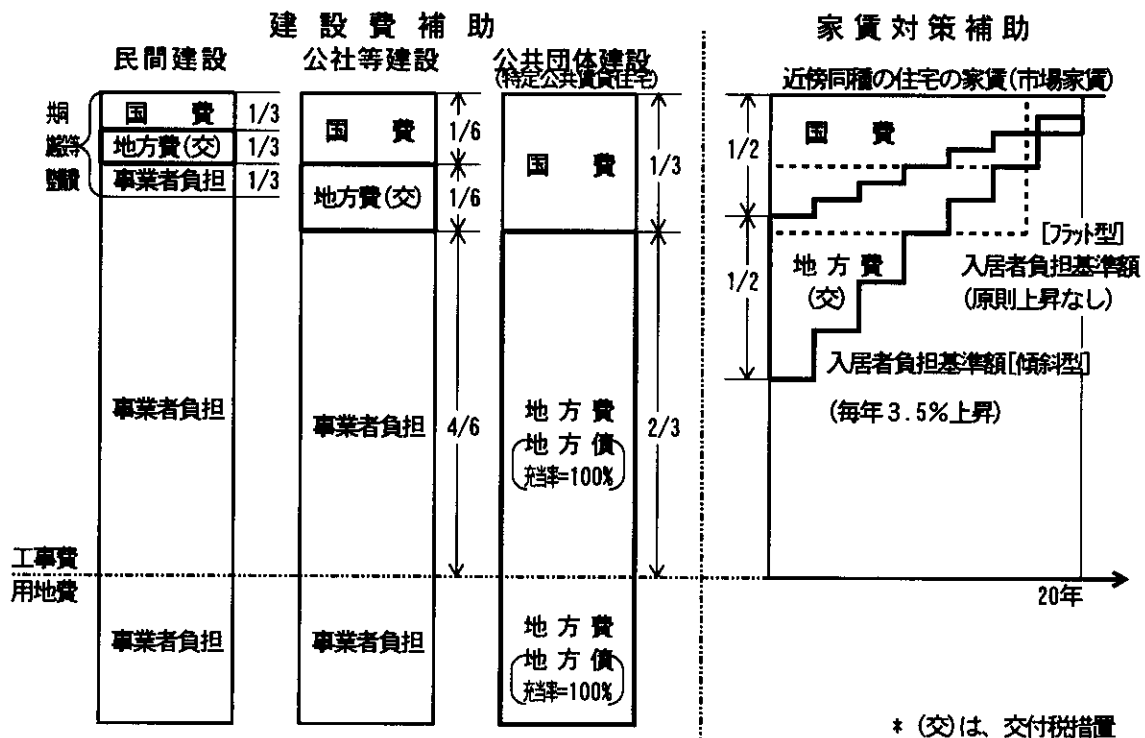 建設費補助
家賃対策補助
民間建設
公社等建設
公共団体建設
(特定公共賃貸住宅)
近傍同種の住宅の家賃(市場家賃)
共同
施設等
整備費
国費
1/3
地方費(交)
1/3
事業者負担
1/3
事業者負担
国費
1/6
地方費(交)
1/6
事業者負担
4/6
国費
1/3
地方費
地方債
充当率=100%
2/3
国費
1/2
地方費
(交)
1/2
[フラット型]
入居者負担基準額
(原則上昇なし)
入居者負担基準額[傾斜型]
(毎年3.5%上昇)
20年
工事費
用地費
事業者負担
事業者負担
地方費
地方債
充当率=100%
* (交)は、交付税措置